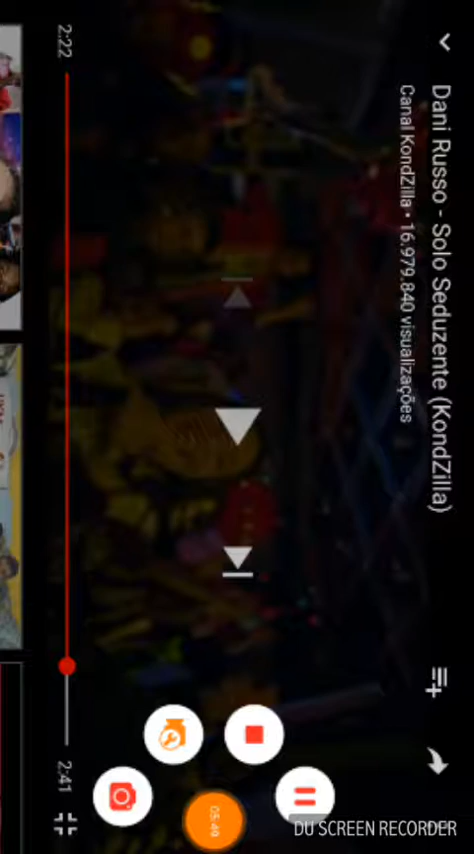 Dani Russo - Solo Seduzente (KondZilla)
Canal KondZilla • 16.979.840 visualizações
2:22
2:41
05:49
DU SCREEN RECORDER